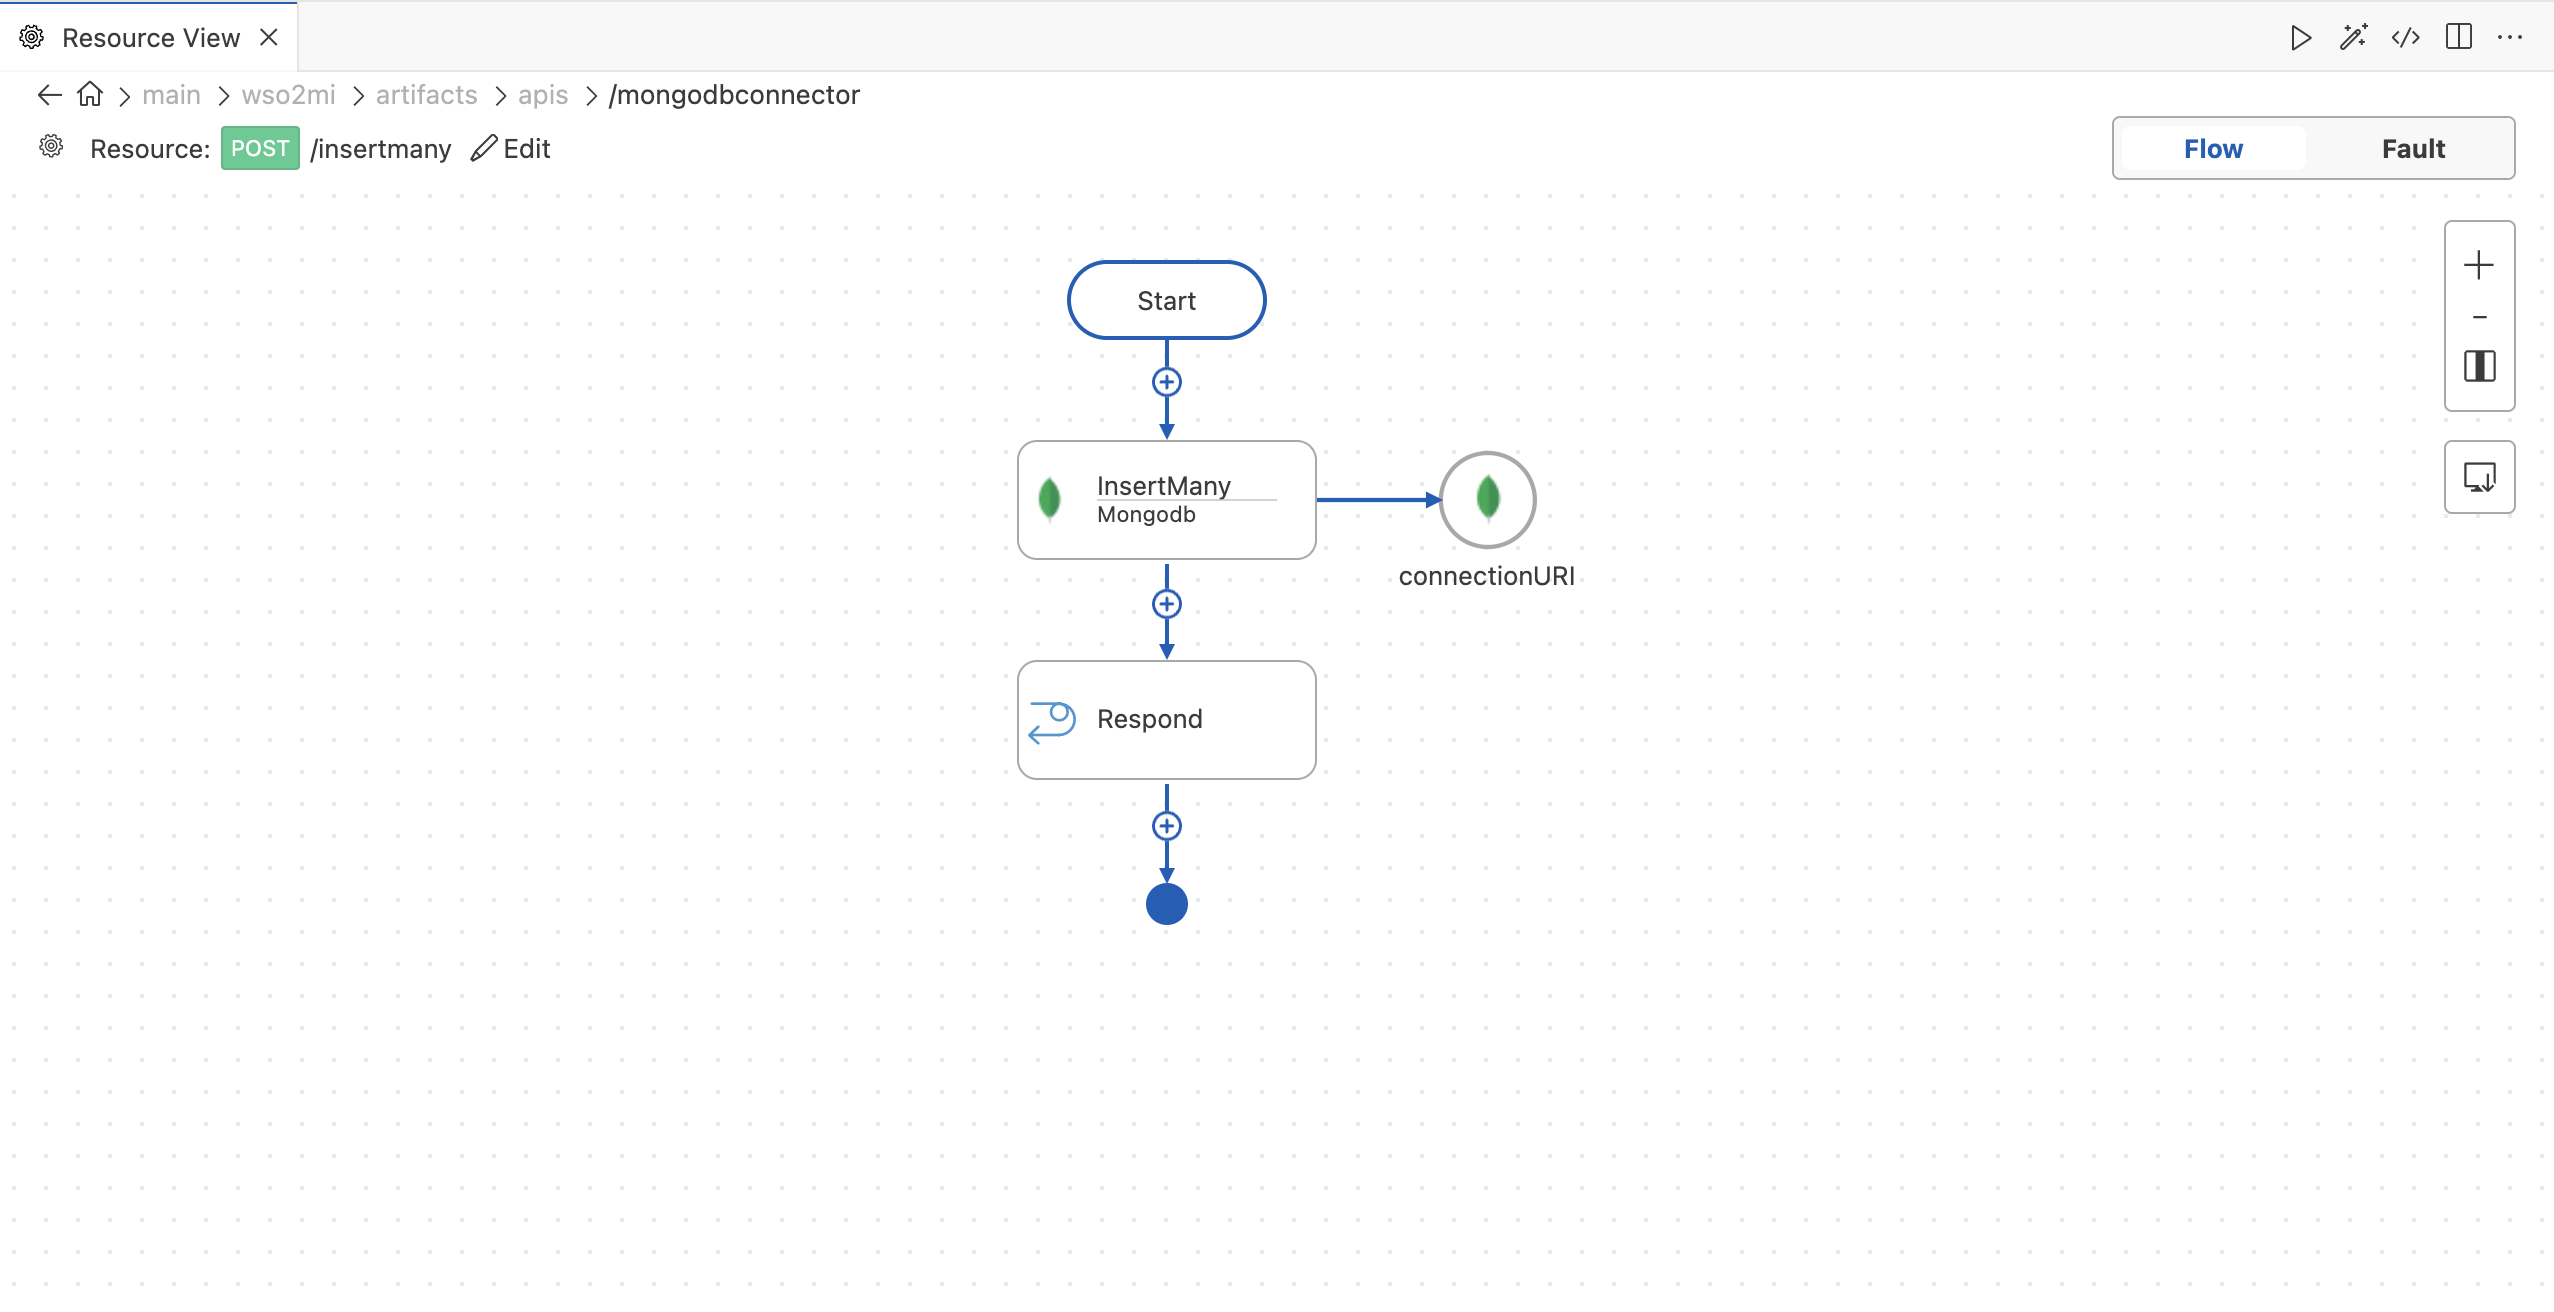 Resource View
main wso2mi artifacts apis /mongodbconnector
Resource: POST /insertmany Edit
Flow Fault
Start
InsertMany
Mongodb
connectionURI
Respond